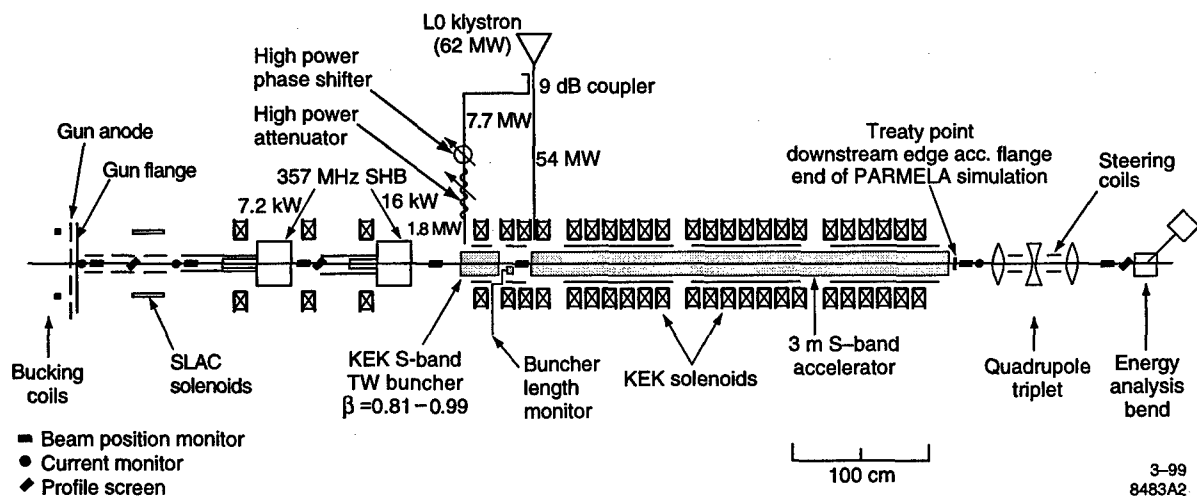 L0 klystron
(62 MW)
High power
phase shifter
9 dB coupler
High power
attenuator
7.7 MW
54 MW
Gun anode
Gun flange
357 MHz SHB
7.2 kW
16 kW
1.8 MW
Treaty point
downstream edge acc. flange
end of PARMELA simulation
Steering
coils
Bucking
coils
SLAC
solenoids
KEK S-band
TW buncher
β =0.81–0.99
Buncher
length
monitor
KEK solenoids
3 m S–band
accelerator
Quadrupole
triplet
Energy
analysis
bend
Beam position monitor
Current monitor
Profile screen
100 cm
3–99
8483A2